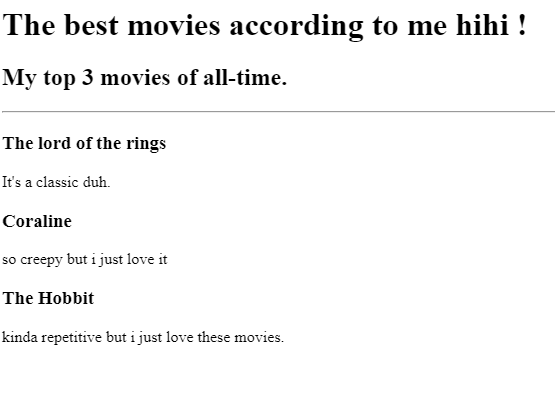 The best movies according to me hihi !
My top 3 movies of all-time.
The lord of the rings
It's a classic duh.
Coraline
so creepy but i just love it
The Hobbit
kinda repetitive but i just love these movies.